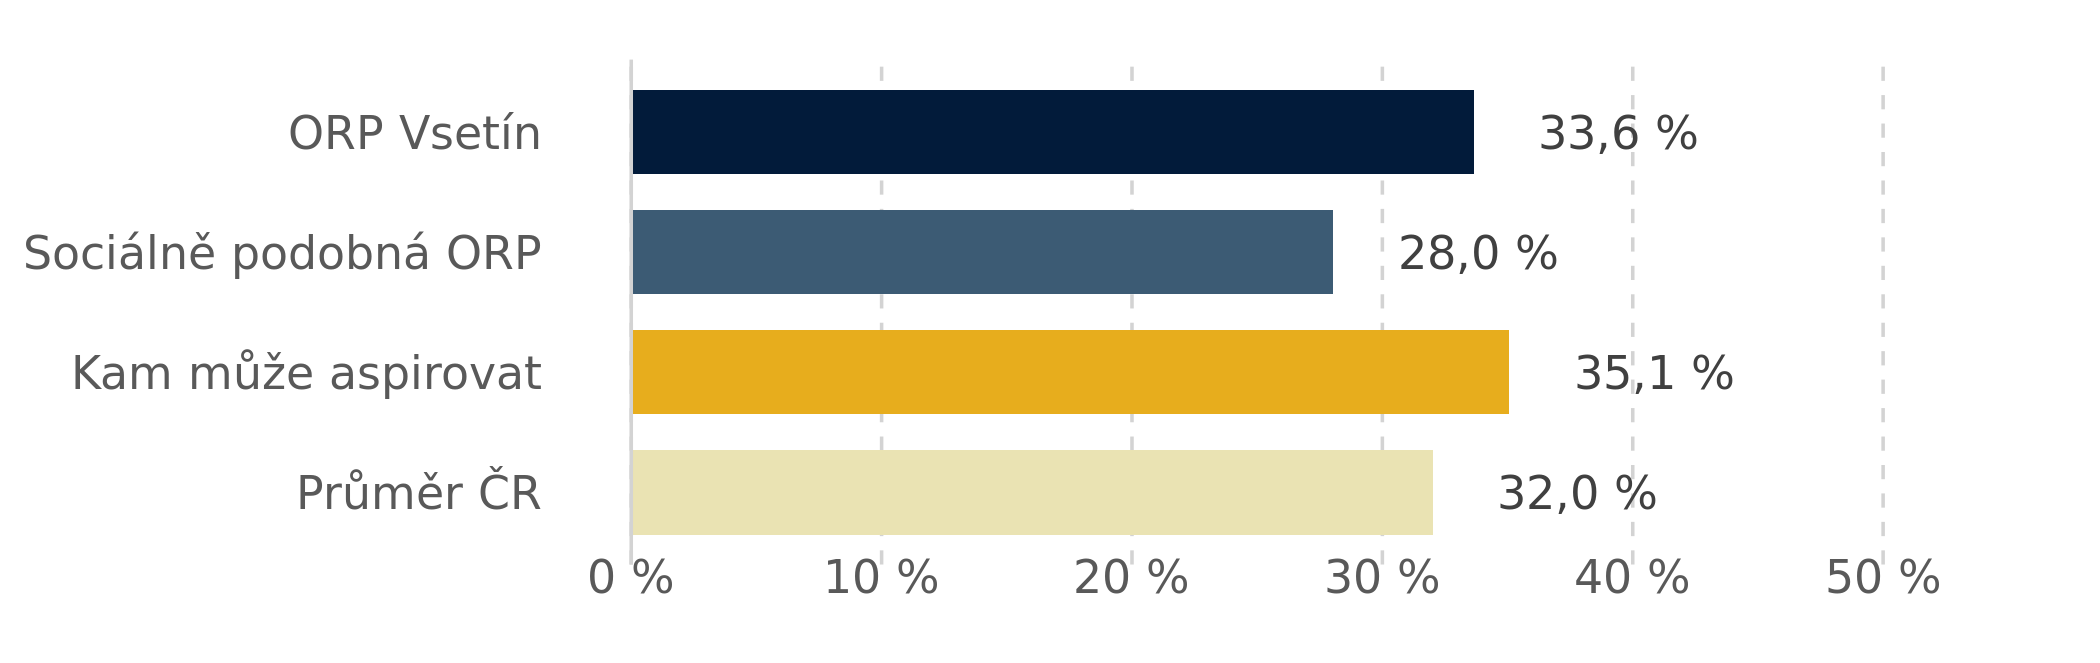 ORP Vsetín 33,6 %
Sociálně podobná ORP 28,0 %
Kam může aspirovat 35,1 %
Průměr ČR 32,0 %
0 % 10 % 20 % 30 % 40 % 50 %